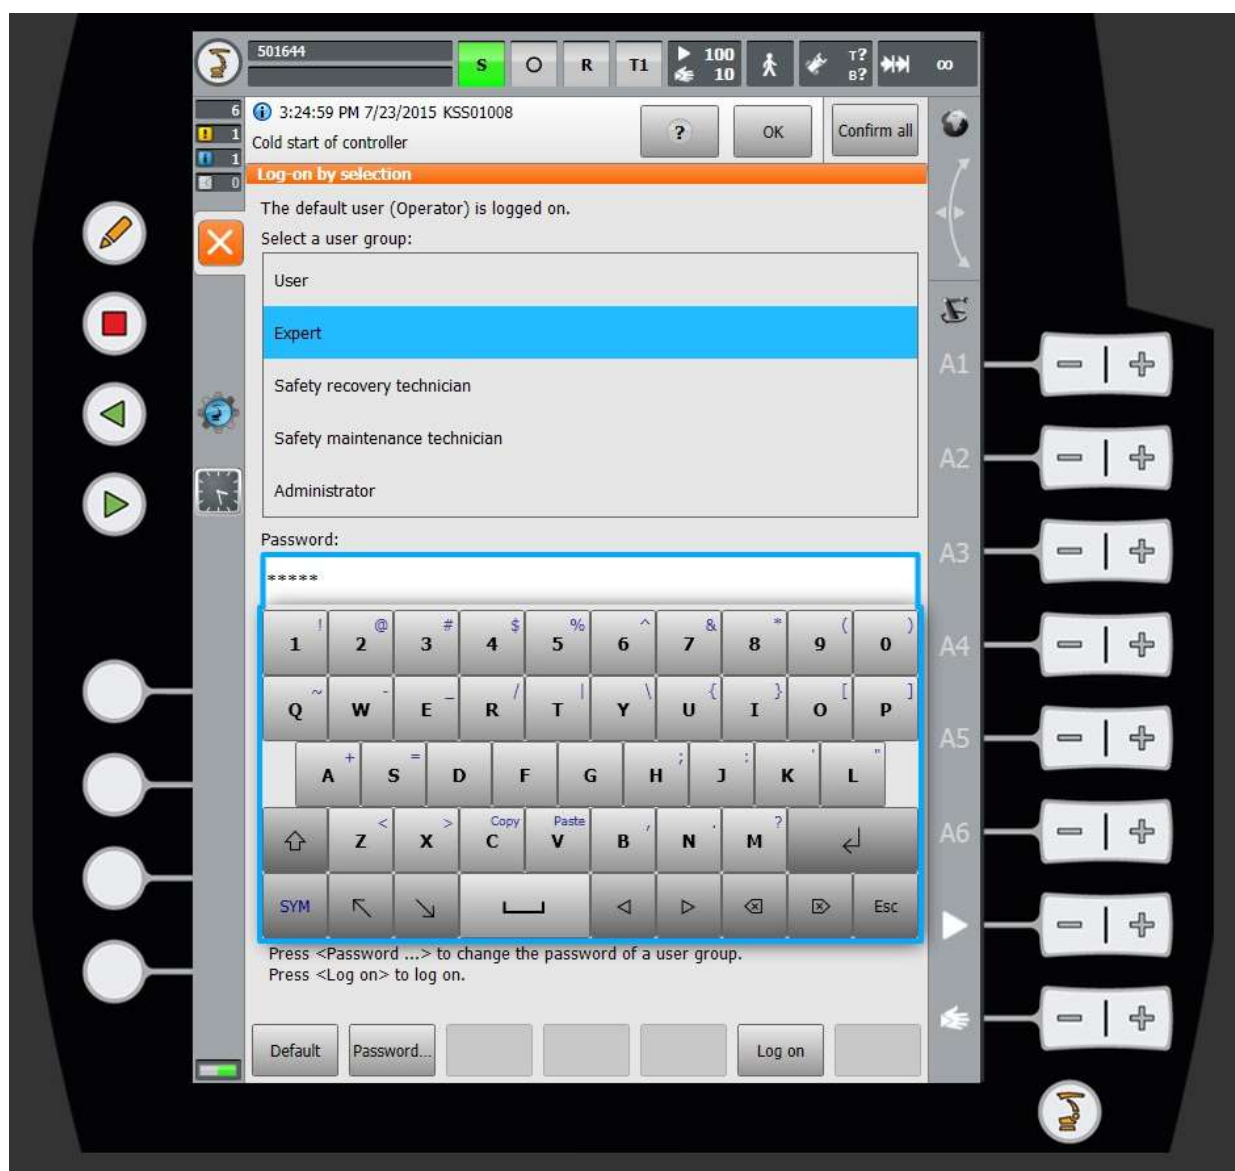 501644
S O R T1 100 10 T? B? ∞
6
1
1
0
3:24:59 PM 7/23/2015 KSS01008
Cold start of controller
? OK Confirm all
Log-on by selection
The default user (Operator) is logged on.
Select a user group:
User
Expert
Safety recovery technician
Safety maintenance technician
Administrator
Password:
*****
1 ! 2 @ 3 # 4 $ 5 % 6 ^ 7 & 8 * 9 ( 0 )
Q ~ W - E _ R / T | Y \ U { I } O [ P ]
A + S = D F G H ; J : K ' L "
Z < X > C Copy V Paste B , N . M ?
SYM Esc
Press <Password ...> to change the password of a user group.
Press <Log on> to log on.
Default Password... Log on
A1 - | +
A2 - | +
A3 - | +
A4 - | +
A5 - | +
A6 - | +
- | +
- | +